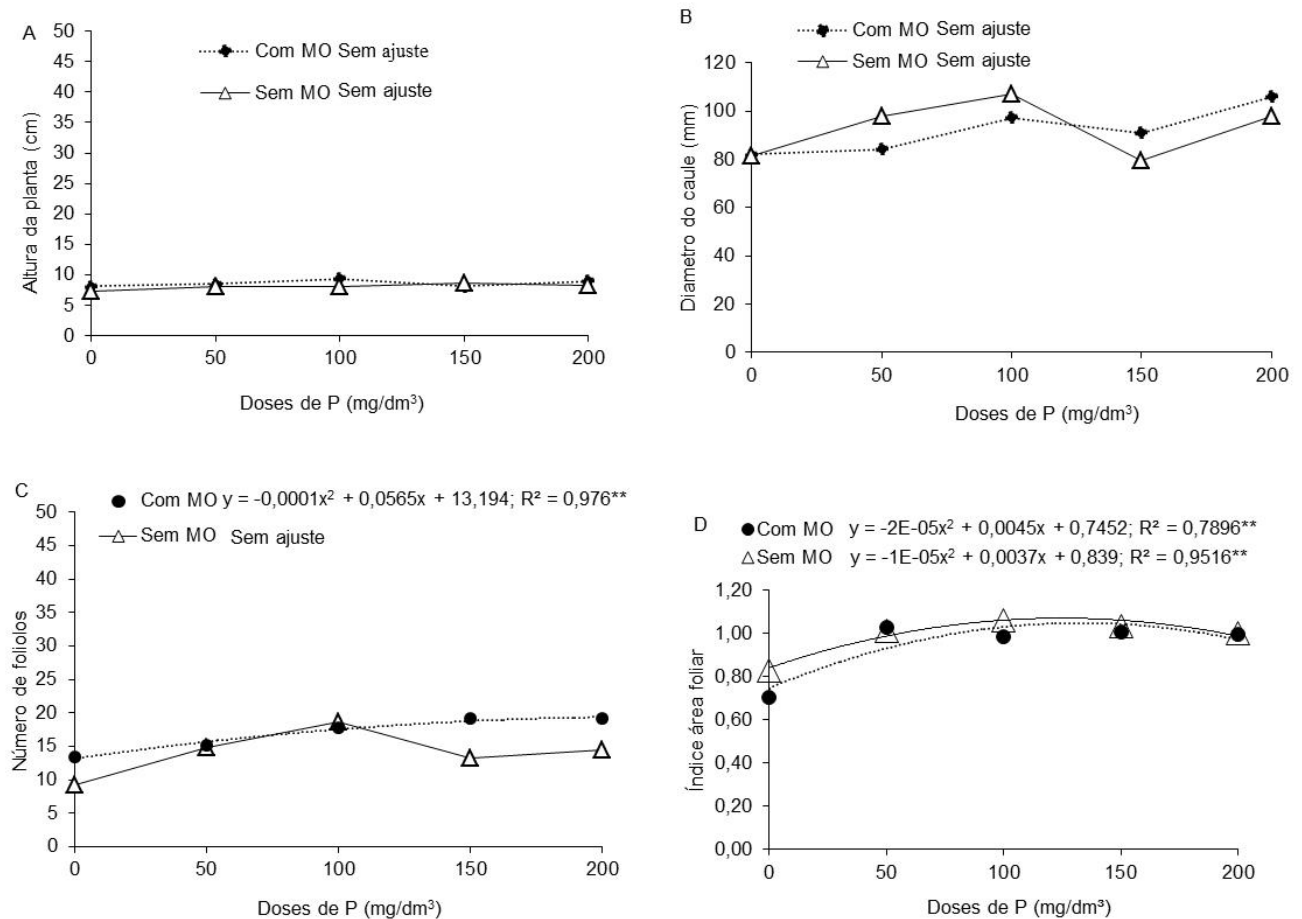 A
Com MO Sem ajuste
Sem MO Sem ajuste
Altura da planta (cm)
50
45
40
35
30
25
20
15
10
5
0
0 50 100 150 200
Doses de P (mg/dm³)
B
Com MO Sem ajuste
Sem MO Sem ajuste
Diametro do caule (mm)
120
100
80
60
40
20
0
0 50 100 150 200
Doses de P (mg/dm³)
C
Com MO y = -0,0001x² + 0,0565x + 13,194; R² = 0,976**
Sem MO Sem ajuste
Número de folíolos
50
45
40
35
30
25
20
15
10
5
0
0 50 100 150 200
Doses de P (mg/dm³)
D
Com MO y = -2E-05x² + 0,0045x + 0,7452; R² = 0,7896**
Sem MO y = -1E-05x² + 0,0037x + 0,839; R² = 0,9516**
Índice área foliar
1,20
1,00
0,80
0,60
0,40
0,20
0,00
0 50 100 150 200
Doses de P (mg/dm³)